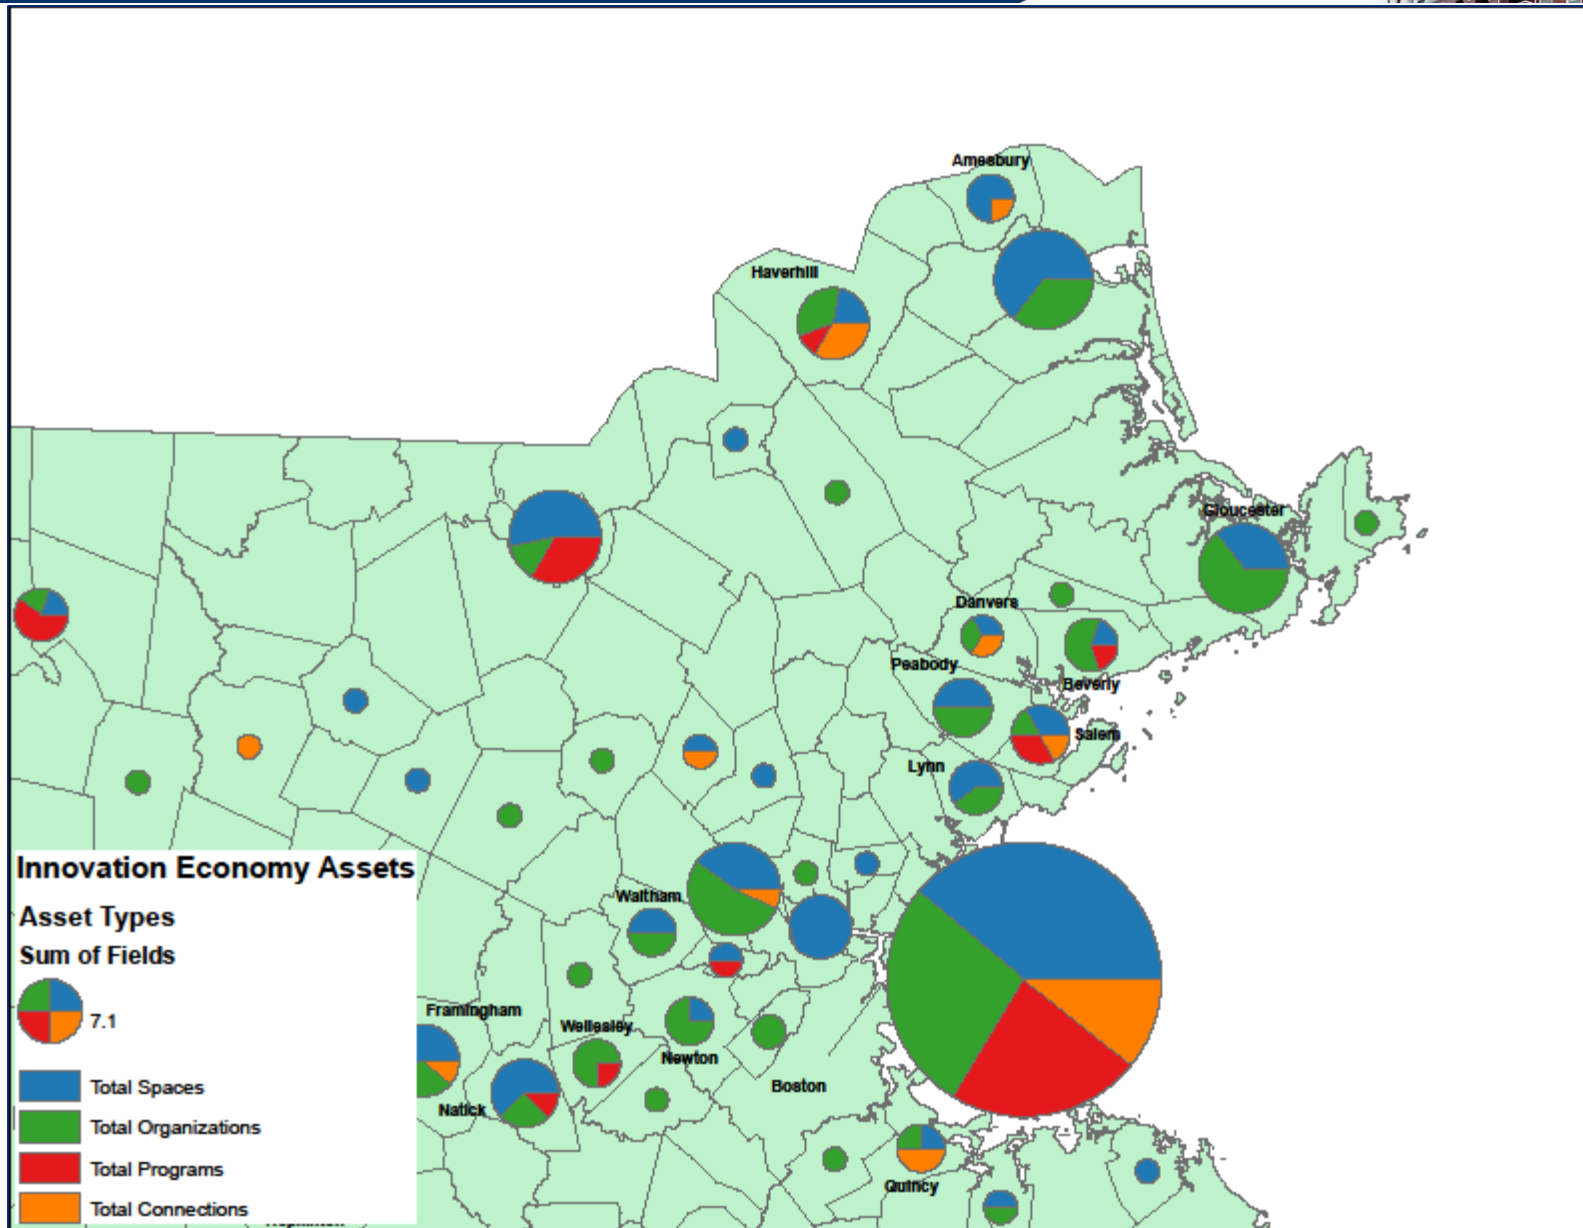 Amesbury
Haverhill
Gloucester
Danvers
Peabody
Beverly
Salem
Lynn
Innovation Economy Assets
Waltham
Asset Types
Sum of Fields
7.1
Framingham
Wellesley
Newton
Boston
Natick
Total Spaces
Total Organizations
Total Programs
Quincy
Total Connections